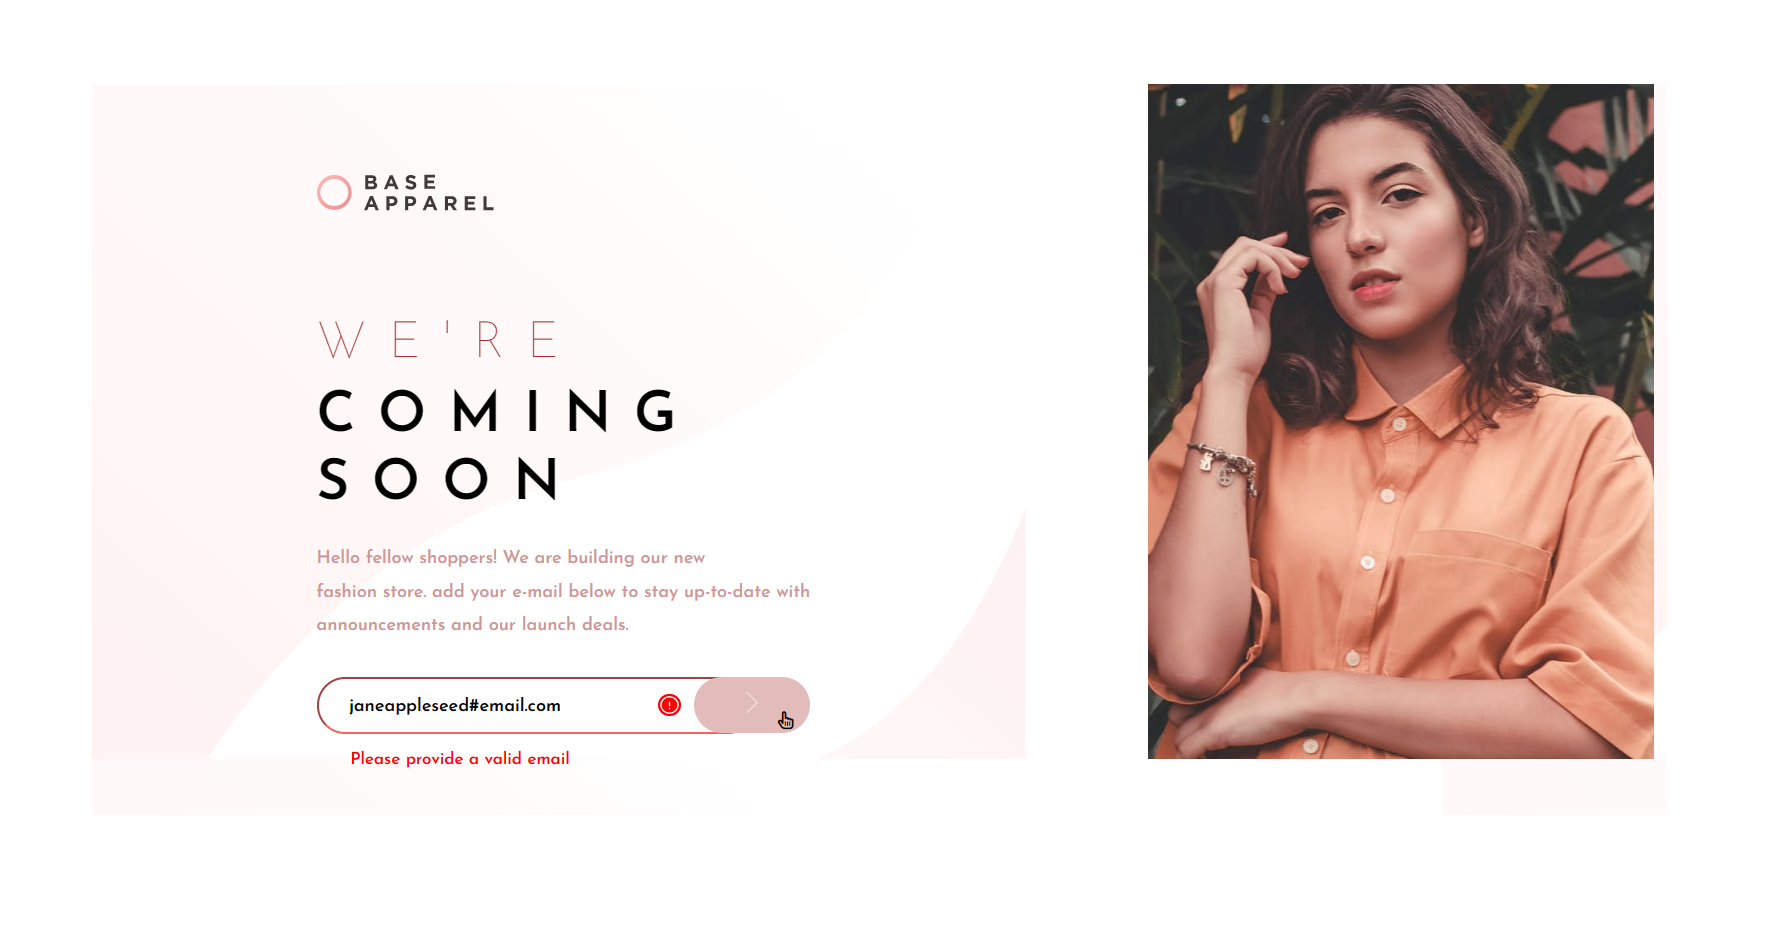 BASE
APPAREL
WE'RE
COMING
SOON
Hello fellow shoppers! We are building our new
fashion store. add your e-mail below to stay up-to-date with
announcements and our launch deals.
janeappleseed#email.com
Please provide a valid email